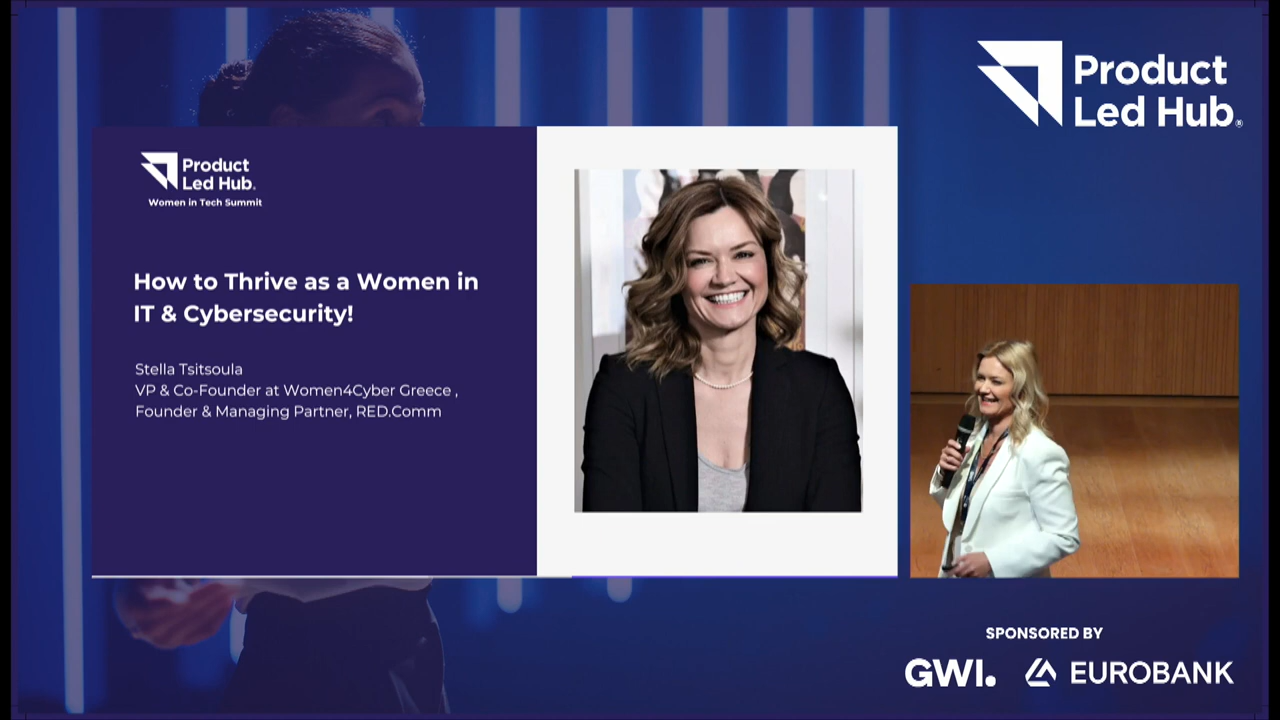 Product
Led Hub®
Product
Led Hub.
Women in Tech Summit
How to Thrive as a Women in
IT & Cybersecurity!
Stella Tsitsoula
VP & Co-Founder at Women4Cyber Greece ,
Founder & Managing Partner, RED.Comm
SPONSORED BY
GWI.
EUROBANK